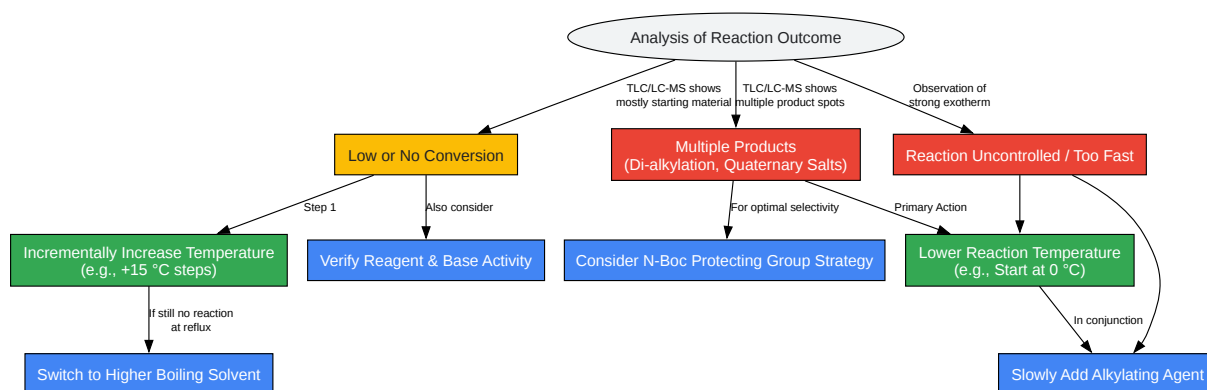 Analysis of Reaction Outcome
TLC/LC-MS shows
mostly starting material
TLC/LC-MS shows
multiple product spots
Observation of
strong exotherm
Low or No Conversion
Multiple Products
(Di-alkylation, Quaternary Salts)
Reaction Uncontrolled / Too Fast
Step 1
Also consider
For optimal selectivity
Primary Action
Incrementally Increase Temperature
(e.g., +15 °C steps)
Verify Reagent & Base Activity
Consider N-Boc Protecting Group Strategy
Lower Reaction Temperature
(e.g., Start at 0 °C)
If still no reaction
at reflux
In conjunction
Switch to Higher Boiling Solvent
Slowly Add Alkylating Agent